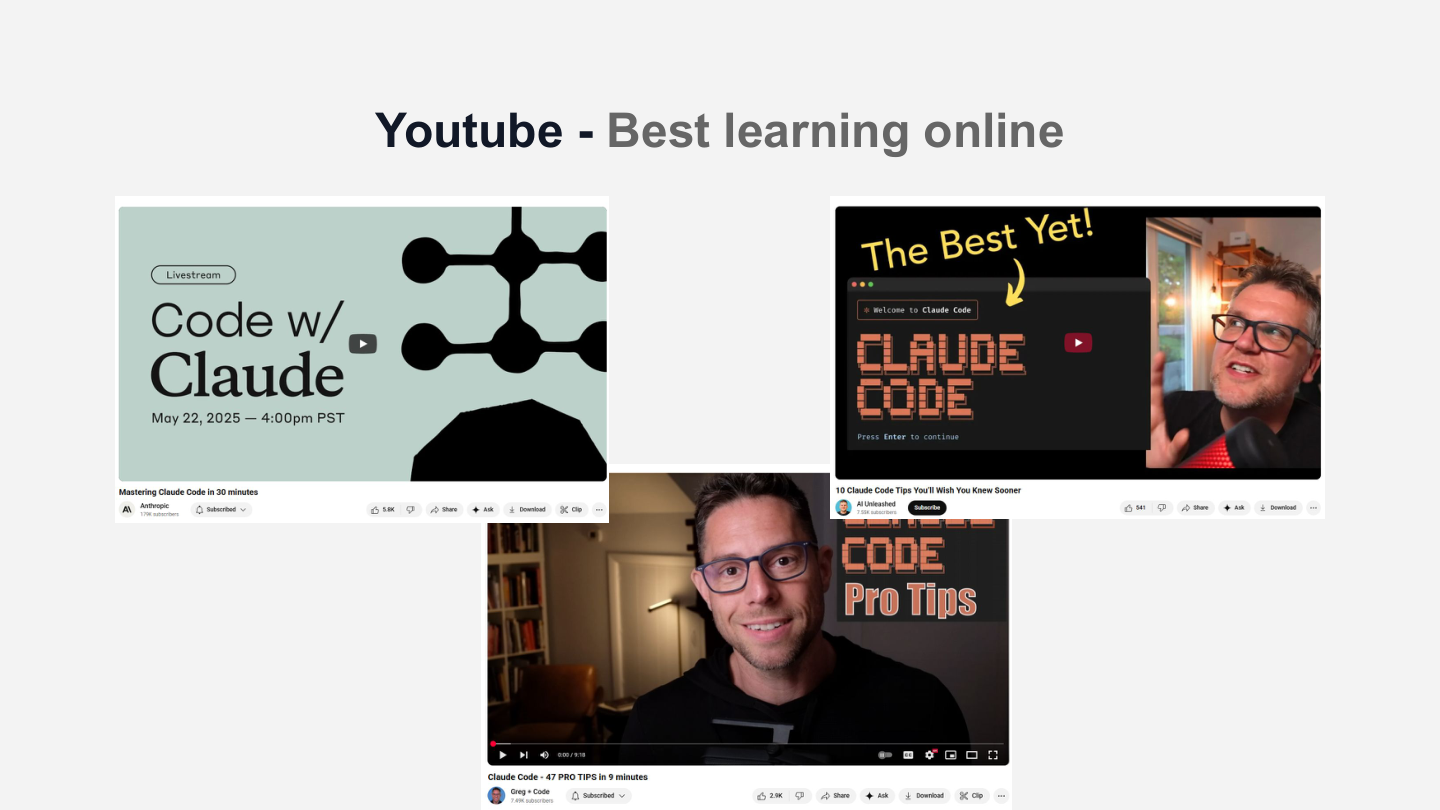 Youtube - Best learning online
Livestream
Code w/
Claude
May 22, 2025 — 4:00pm PST
Mastering Claude Code in 30 minutes
Anthropic
179K subscribers
Subscribed
5.8K
Share
Ask
Download
Clip
The Best Yet!
Welcome to Claude Code
CLAUDE
CODE
Press Enter to continue
10 Claude Code Tips You'll Wish You Knew Sooner
AI Unleashed
7.59K subscribers
Subscribe
541
Share
Ask
Download
CODE
Pro Tips
0:00 / 9:18
Claude Code - 47 PRO TIPS in 9 minutes
Greg + Code
7.49K subscribers
Subscribed
2.9K
Share
Ask
Download
Clip